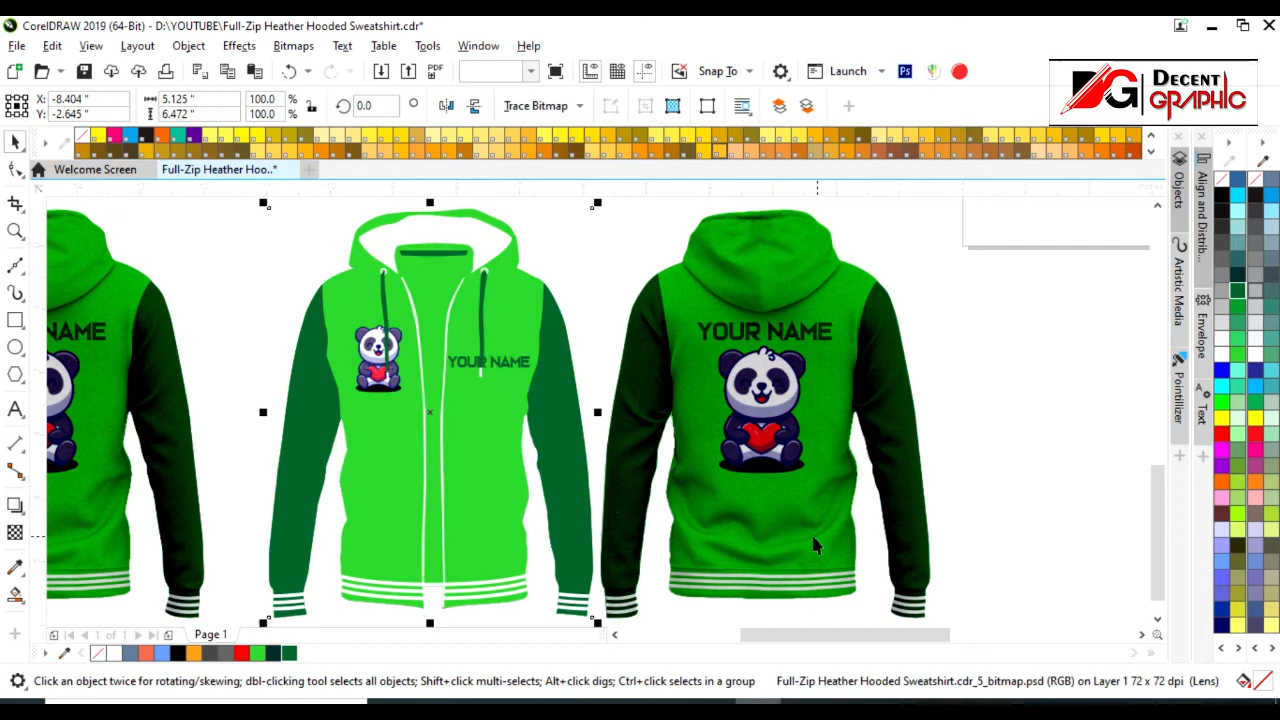 CorelDRAW 2019 (64-Bit) - D:\YOUTUBE\Full-Zip Heather Hooded Sweatshirt.cdr*
File Edit View Layout Object Effects Bitmaps Text Table Tools Window Help
PDF Snap To Launch Ps
DG DECENT GRAPHIC
X: -8.404 " 5.125 " 100.0 % 0.0 ° Trace Bitmap
Y: -2.645 " 6.472 " 100.0 %
Welcome Screen Full-Zip Heather Hoo..*
Objects
Align and Distrib...
Artistic Media
Envelope
Pointillizer
Text
NAME
YOUR NAME
YOUR NAME
1 of 1 Page 1
Click an object twice for rotating/skewing; dbl-clicking tool selects all objects; Shift+click multi-selects; Alt+click digs; Ctrl+click selects in a group Full-Zip Heather Hooded Sweatshirt.cdr_5_bitmap.psd (RGB) on Layer 1 72 x 72 dpi (Lens)